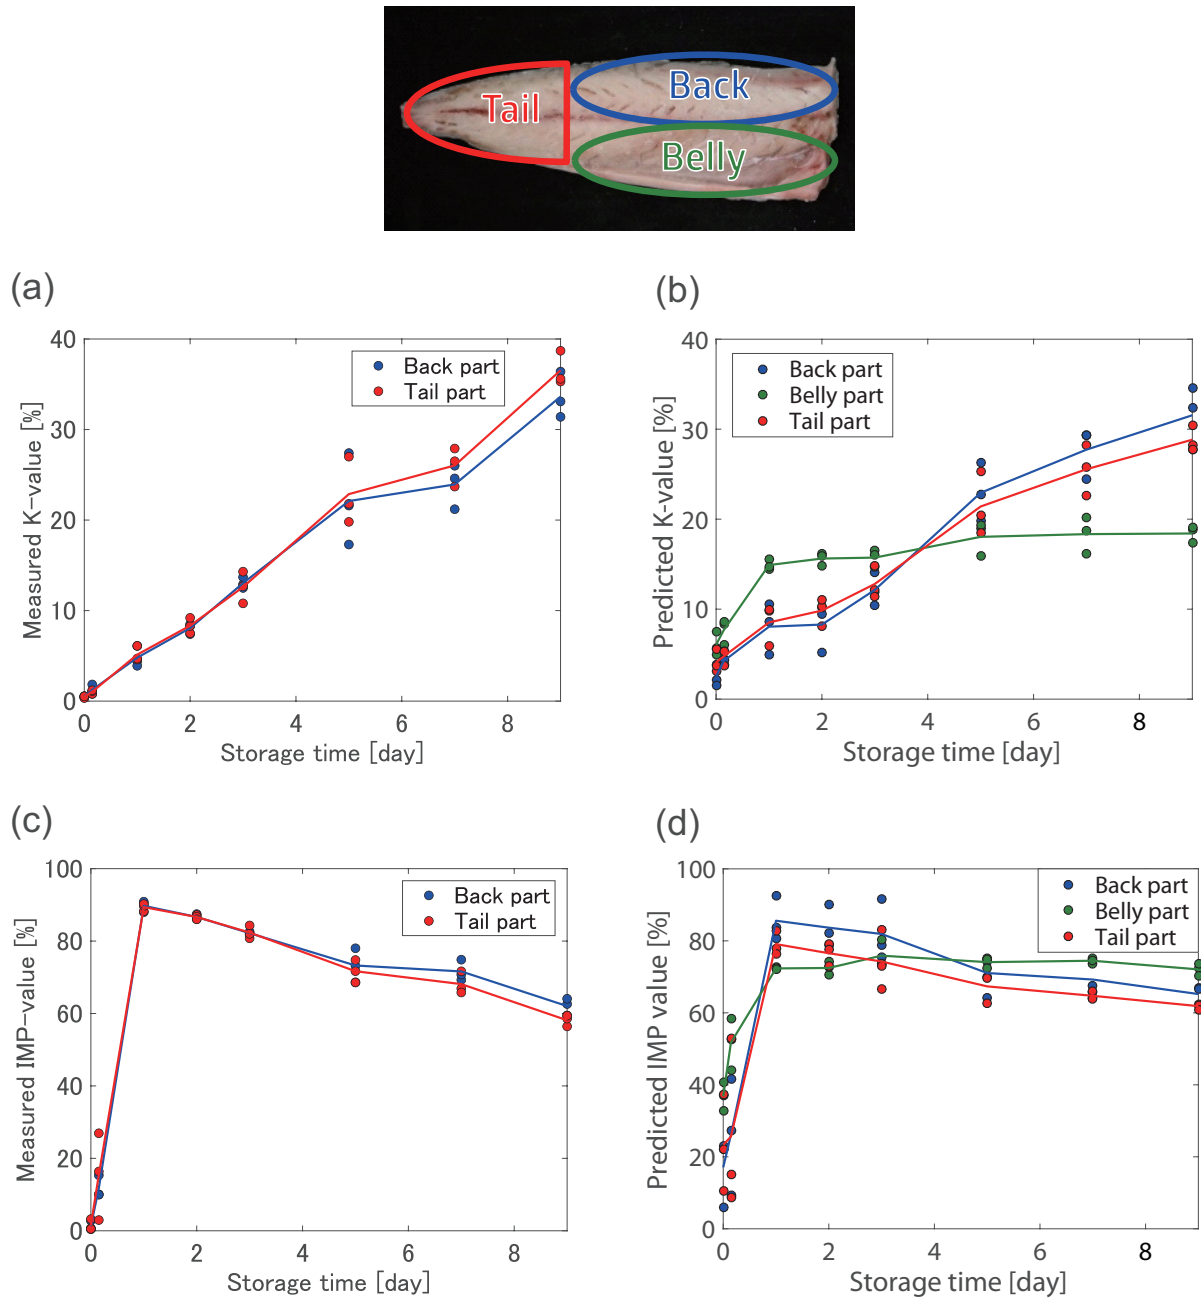 Tail
Back
Belly
(a)
Measured K-value [%]
40
30
20
10
0
Back part
Tail part
0 2 4 6 8
Storage time [day]
(b)
Predicted K-value [%]
40
35
30
25
20
15
10
5
0
Back part
Belly part
Tail part
0 2 4 6 8
Storage time [day]
(c)
Measured IMP-value [%]
100
80
60
40
20
0
Back part
Tail part
0 2 4 6 8
Storage time [day]
(d)
Predicted IMP value [%]
100
80
60
40
20
0
Back part
Belly part
Tail part
0 2 4 6 8
Storage time [day]